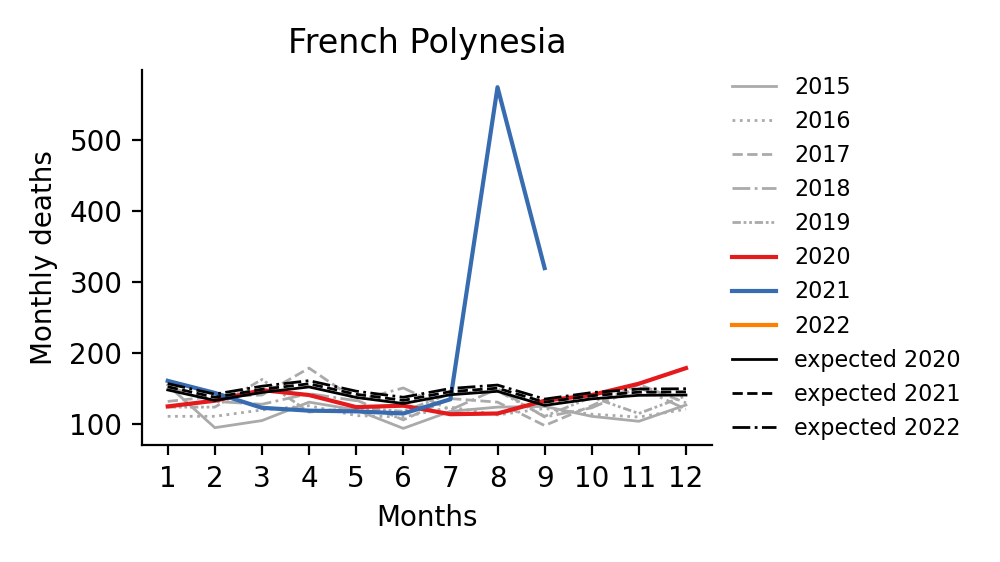 French Polynesia
Monthly deaths
500
400
300
200
100
1 2 3 4 5 6 7 8 9 10 11 12
Months
2015
2016
2017
2018
2019
2020
2021
2022
expected 2020
expected 2021
expected 2022